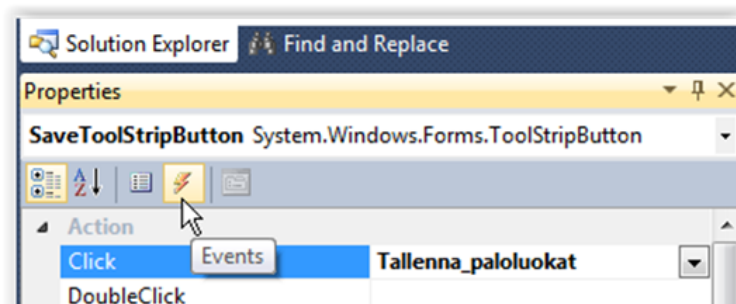 Solution Explorer Find and Replace
Properties
SaveToolStripButton System.Windows.Forms.ToolStripButton
Action
Click Tallenna_paloluokat
Events
DoubleClick